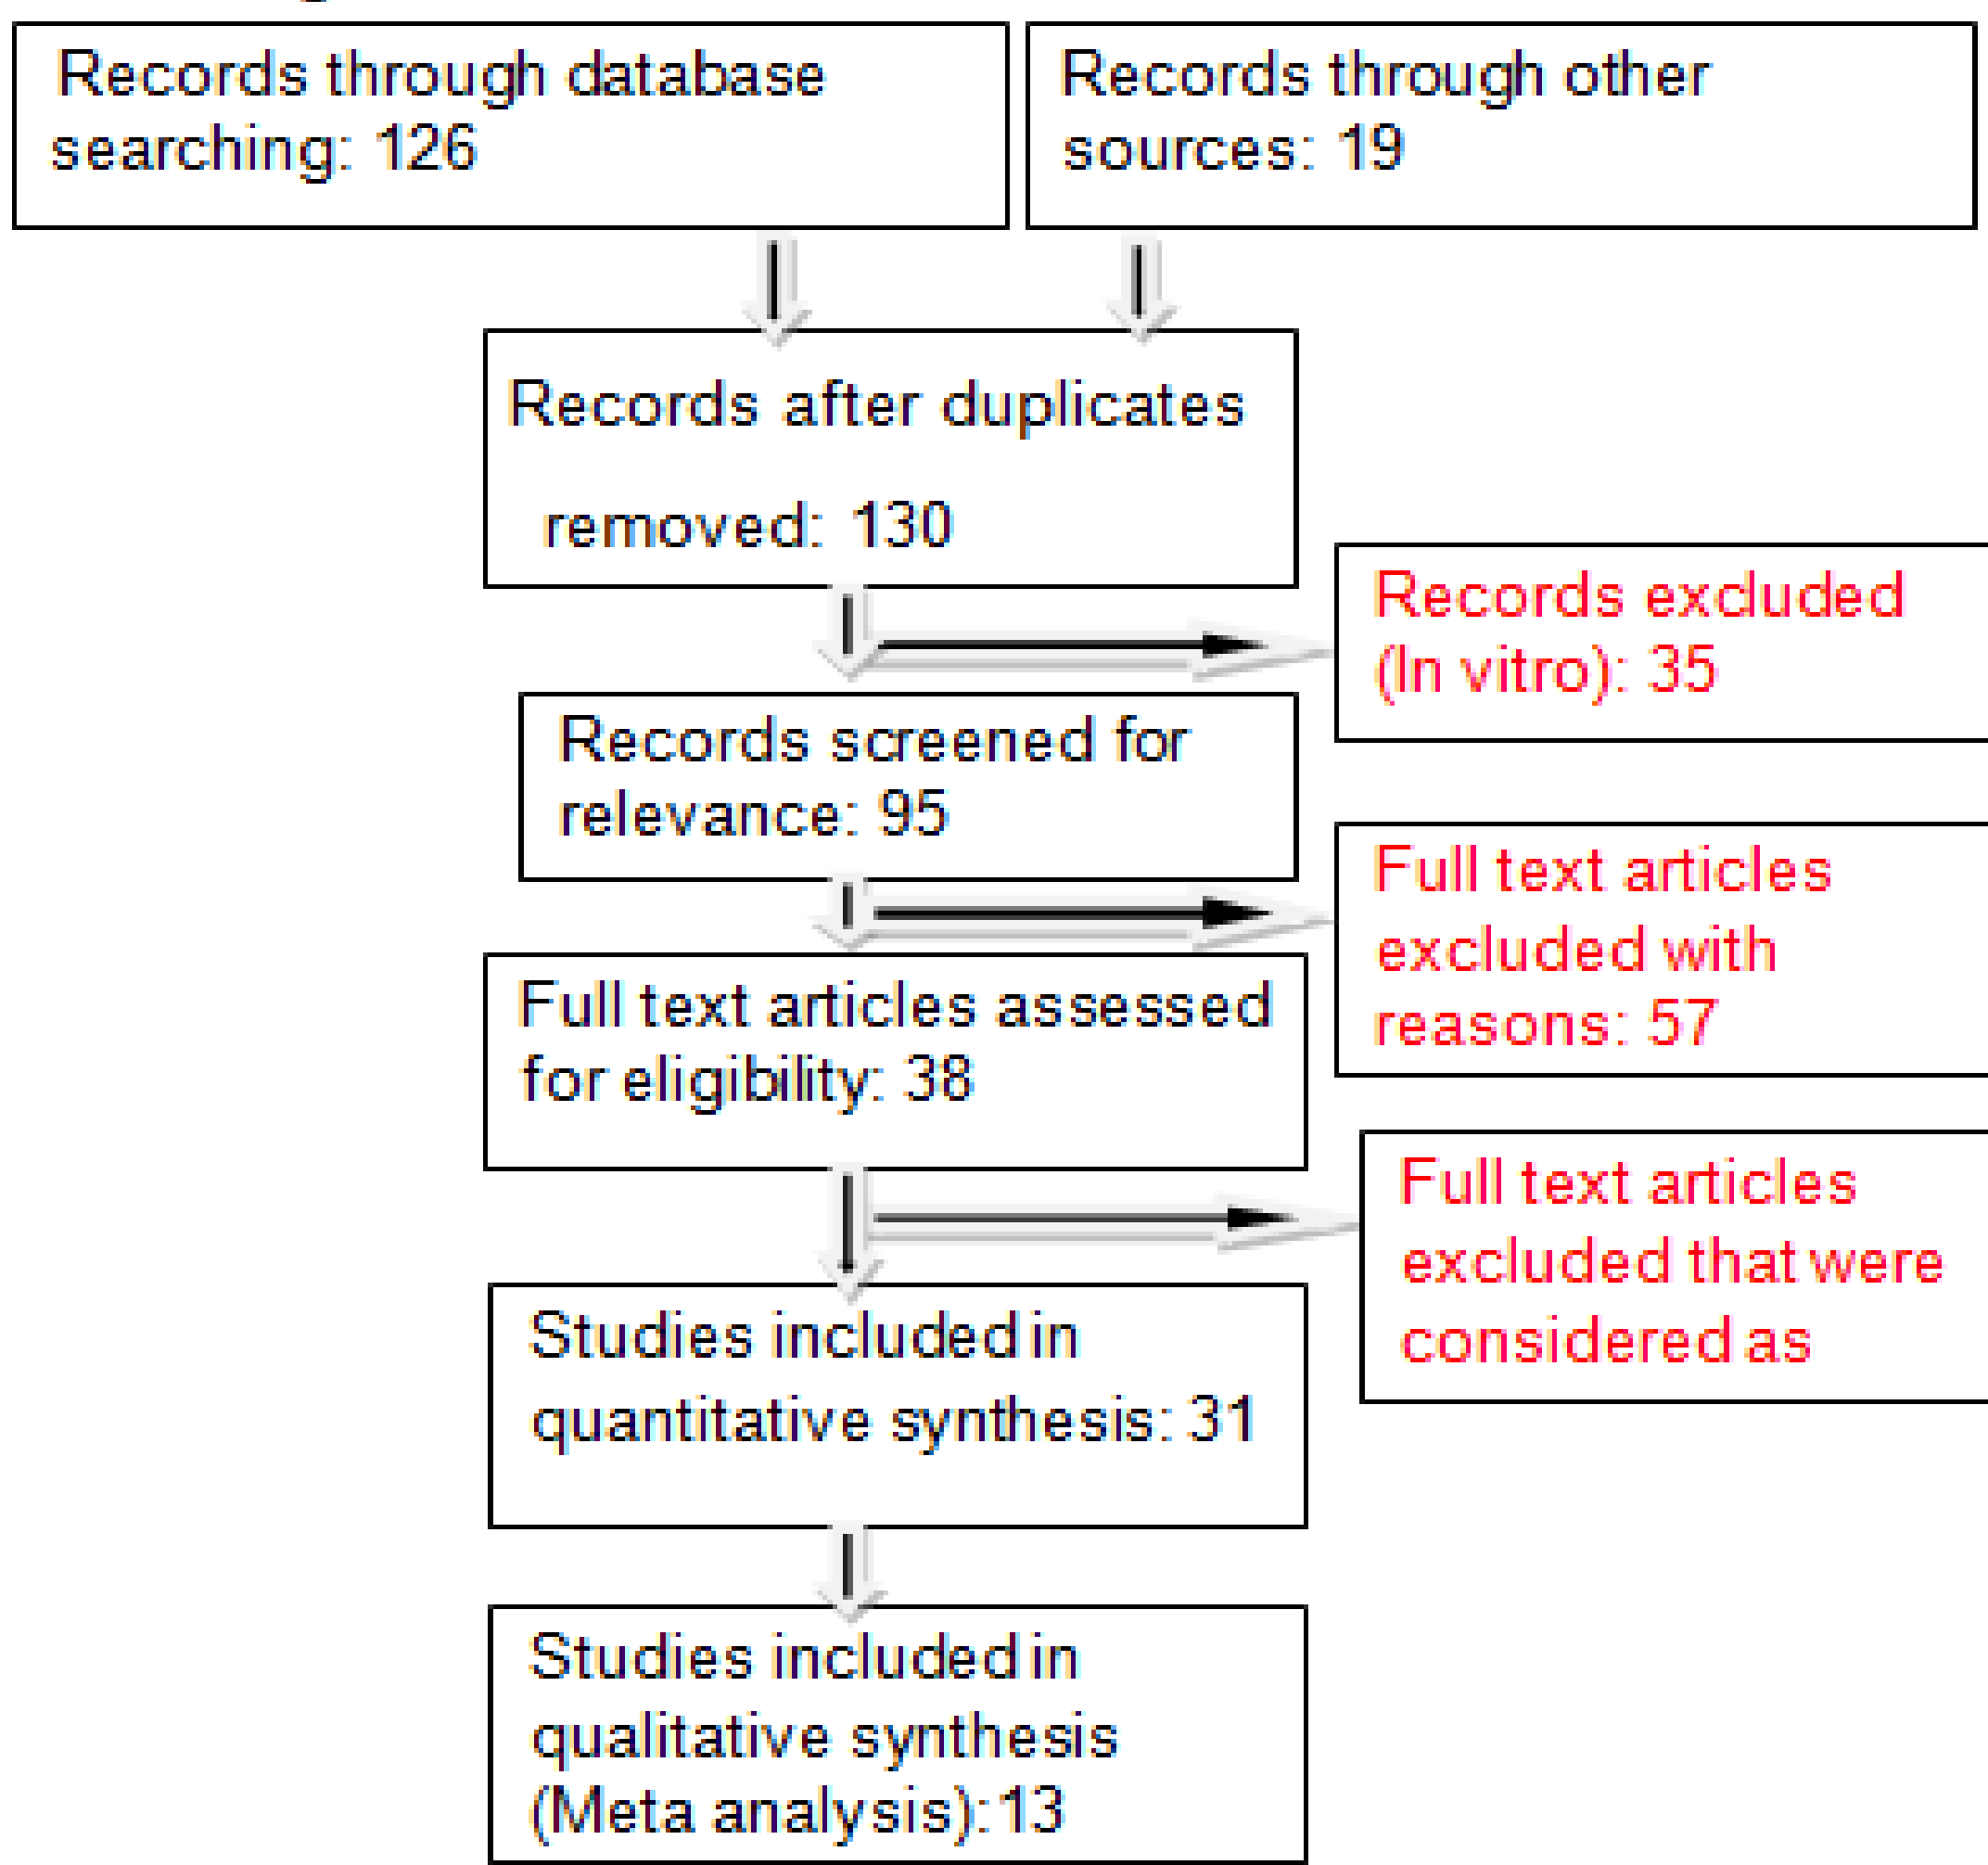 Records through database
searching: 126
Records through other
sources: 19
Records after duplicates
removed: 130
Records excluded
(In vitro): 35
Records screened for
relevance: 95
Full text articles
excluded with
reasons: 57
Full text articles assessed
for eligibility: 38
Full text articles
excluded that were
considered as
Studies included in
quantitative synthesis: 31
Studies included in
qualitative synthesis
(Meta analysis): 13